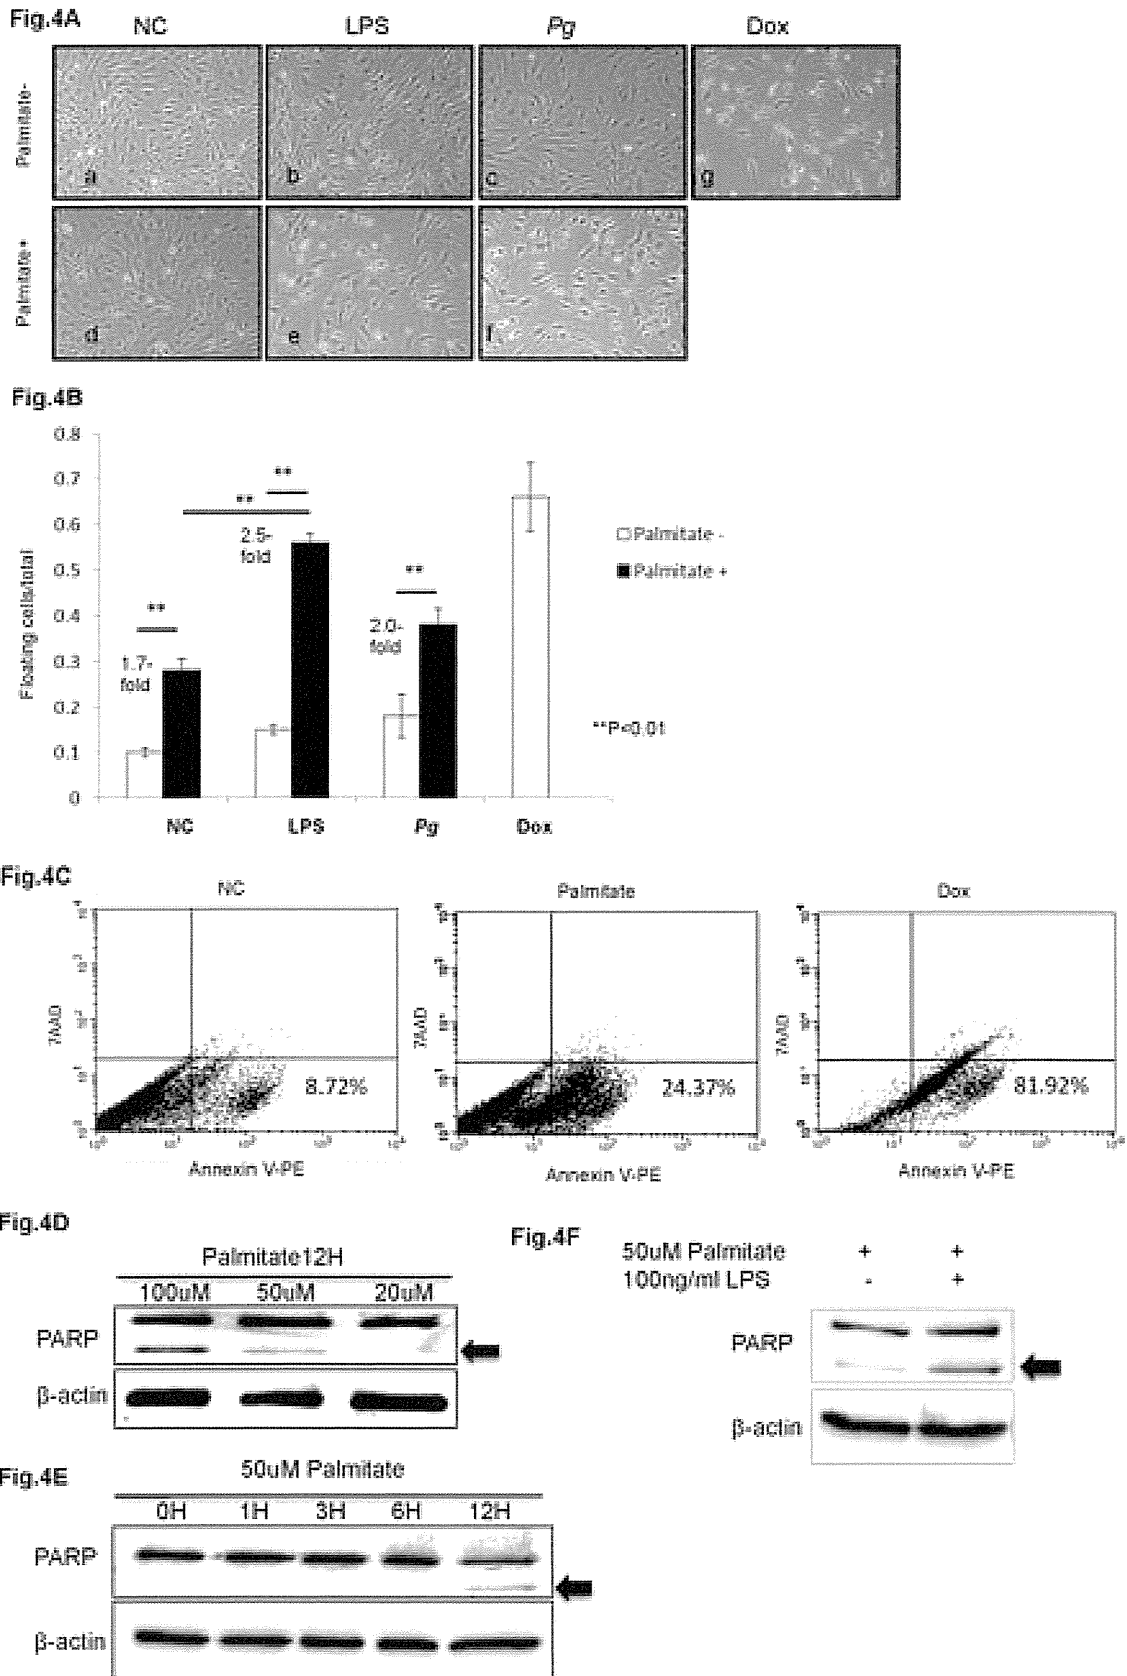 Fig.4A
NC LPS Pg Dox
Palmitate-
a b c g
Palmitate+
d e f
Fig.4B
0.8
0.7
0.6
0.5
0.4
0.3
0.2
0.1
0
Floating cells/total
**
1.7-
fold
**
**
2.5-
fold
**
2.0-
fold
Palmitate -
Palmitate +
**P<0.01
NC LPS Pg Dox
Fig.4C
NC Palmitate Dox
7AAD 7AAD 7AAD
8.72% 24.37% 81.92%
Annexin V-PE Annexin V-PE Annexin V-PE
Fig.4D
Palmitate12H
100uM 50uM 20uM
PARP
β-actin
Fig.4F
50uM Palmitate + +
100ng/ml LPS - +
PARP
β-actin
Fig.4E
50uM Palmitate
0H 1H 3H 6H 12H
PARP
β-actin